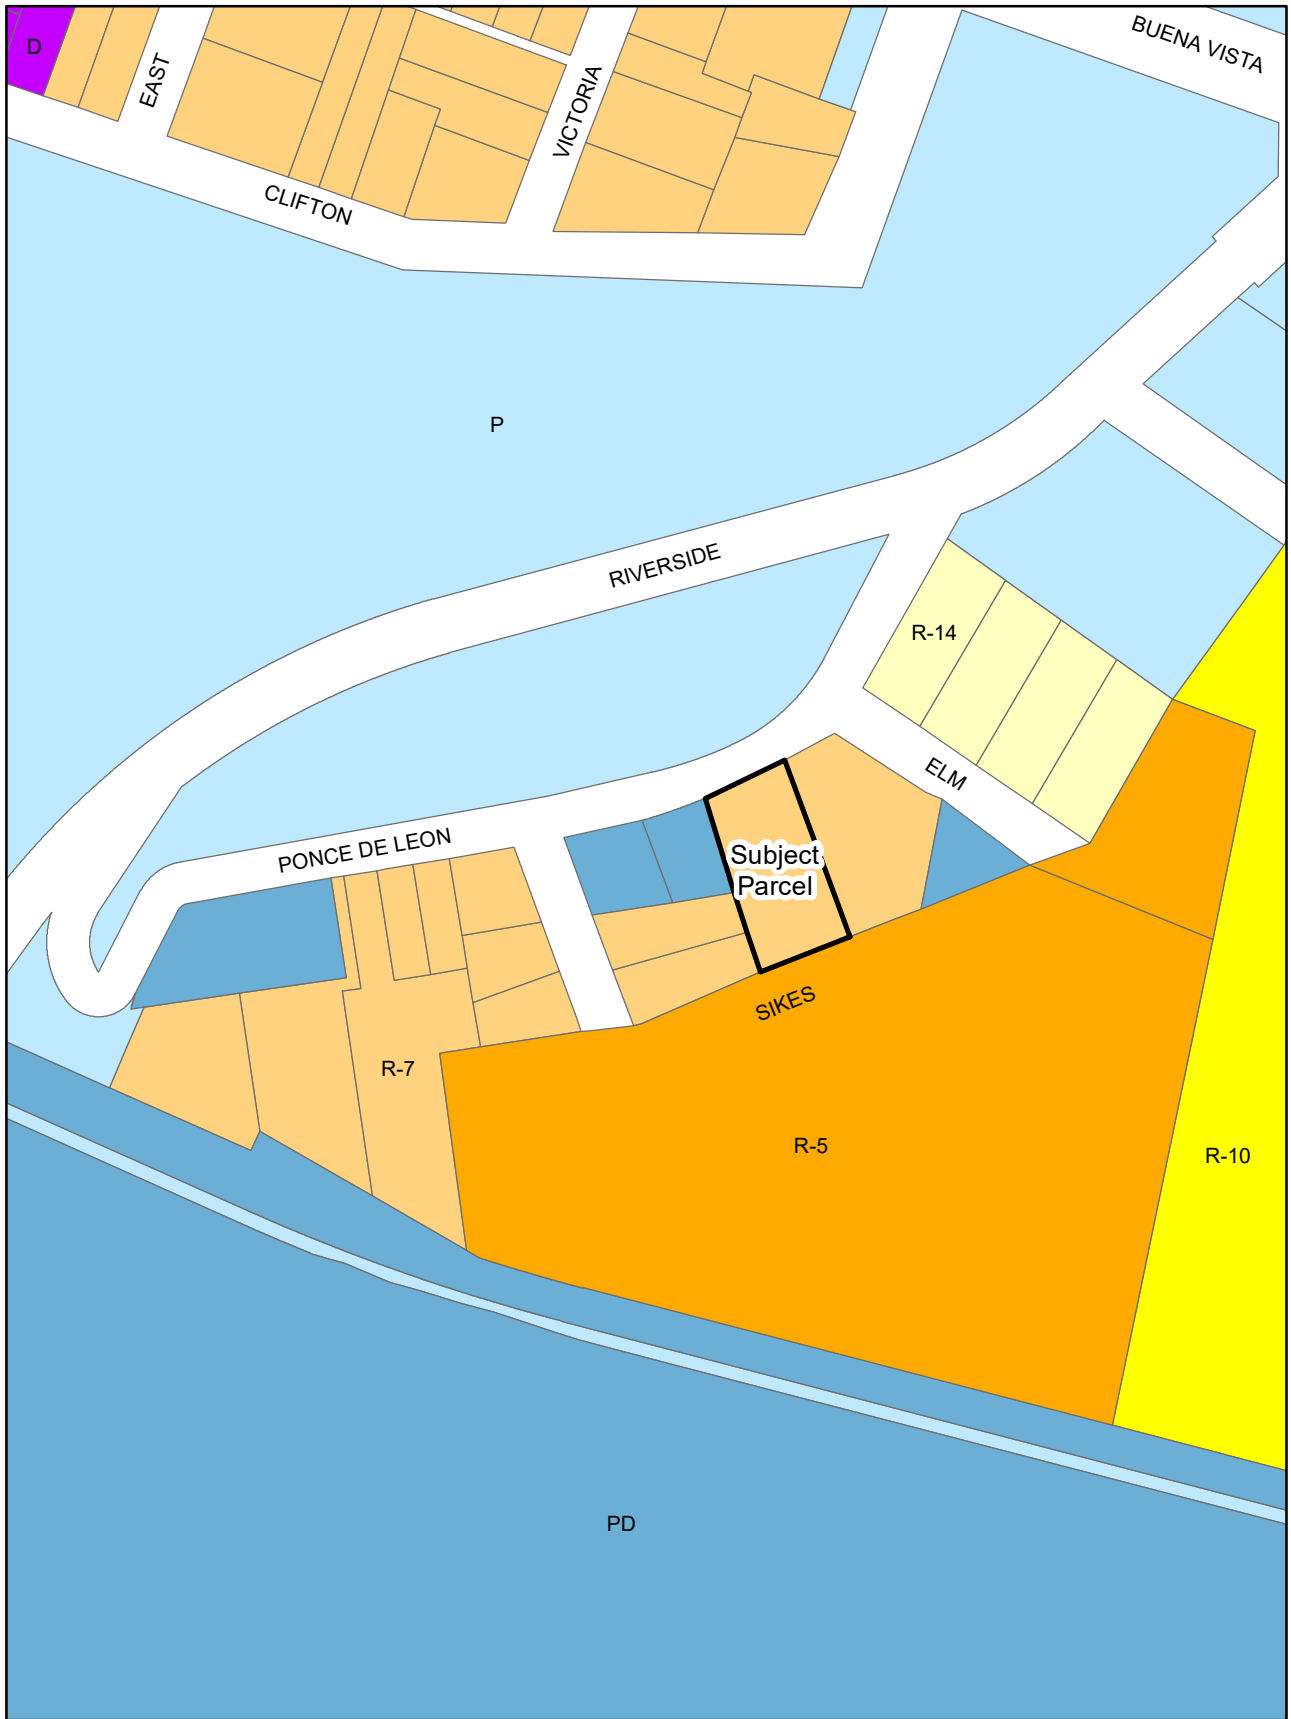 BUENA VISTA
D
EAST
VICTORIA
CLIFTON
P
RIVERSIDE
R-14
ELM
PONCE DE LEON
Subject
Parcel
SIKES
R-7
R-5
R-10
PD